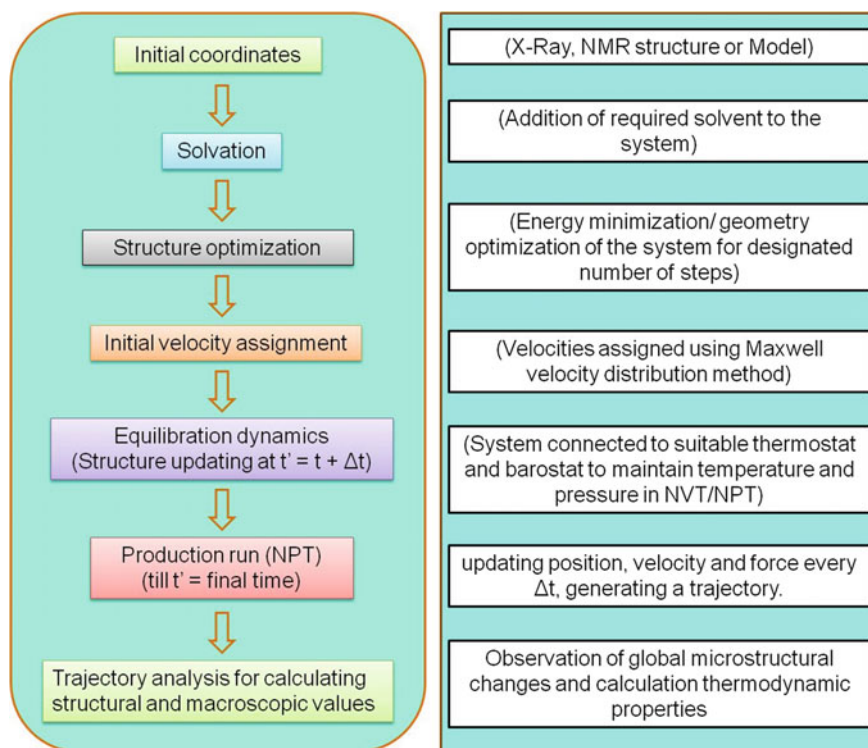 Initial coordinates
(X-Ray, NMR structure or Model)
Solvation
(Addition of required solvent to the
system)
Structure optimization
(Energy minimization/ geometry
optimization of the system for designated
number of steps)
Initial velocity assignment
(Velocities assigned using Maxwell
velocity distribution method)
Equilibration dynamics
(Structure updating at t' = t + Δt)
(System connected to suitable thermostat
and barostat to maintain temperature and
pressure in NVT/NPT)
Production run (NPT)
(till t' = final time)
updating position, velocity and force every
Δt, generating a trajectory.
Trajectory analysis for calculating
structural and macroscopic values
Observation of global microstructural
changes and calculation thermodynamic
properties